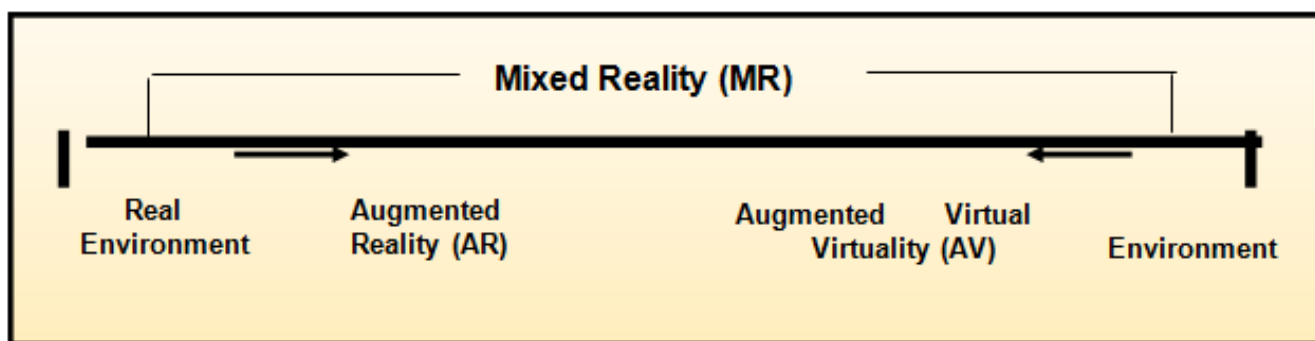 Mixed Reality (MR)
Real Environment
Augmented Reality (AR)
Augmented Virtual
Virtuality (AV) Environment